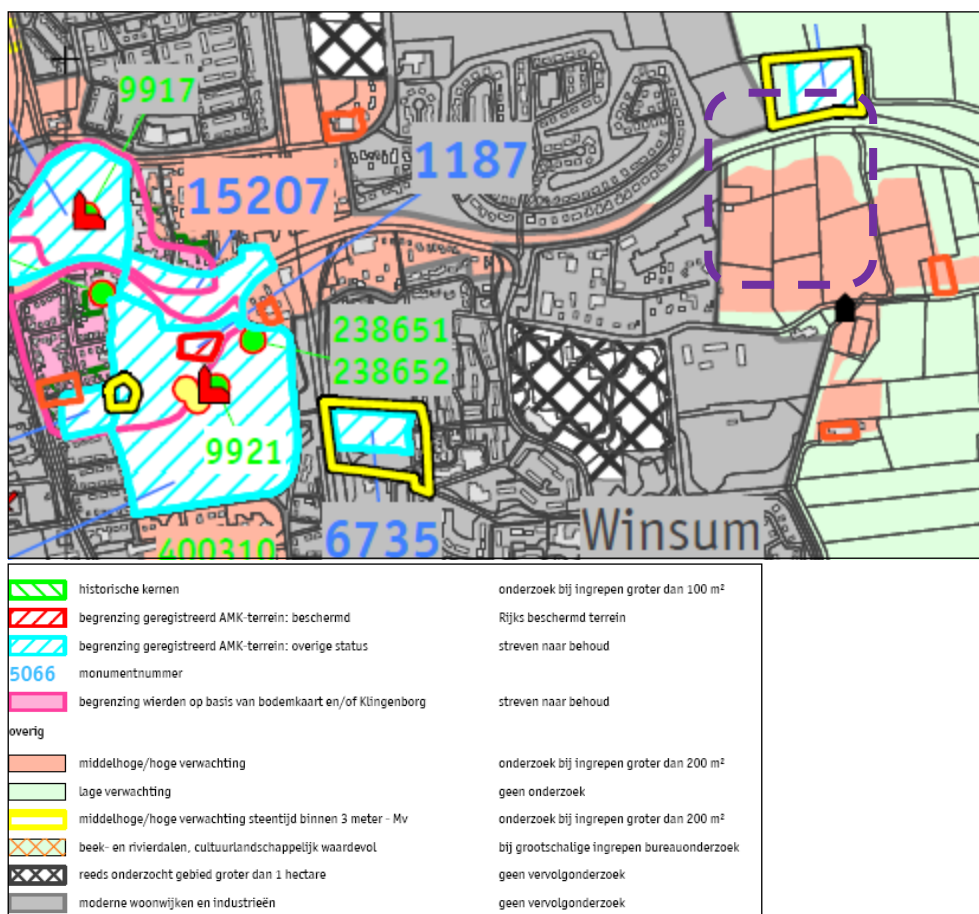 9917
15207
1187
238651
238652
9921
400310
6735
Winsum
historische kernen onderzoek bij ingrepen groter dan 100 m²
begrenzing geregistreerd AMK-terrein: beschermd Rijks beschermd terrein
begrenzing geregistreerd AMK-terrein: overige status streven naar behoud
5066 monumentnummer
begrenzing wierden op basis van bodemkaart en/of Klingenborg streven naar behoud
overig
middelhoge/hoge verwachting onderzoek bij ingrepen groter dan 200 m²
lage verwachting geen onderzoek
middelhoge/hoge verwachting steentijd binnen 3 meter - Mv onderzoek bij ingrepen groter dan 200 m²
beek- en rivierdalen, cultuurlandschappelijk waardevol bij grootschalige ingrepen bureauonderzoek
reeds onderzocht gebied groter dan 1 hectare geen vervolgonderzoek
moderne woonwijken en industrieën geen vervolgonderzoek